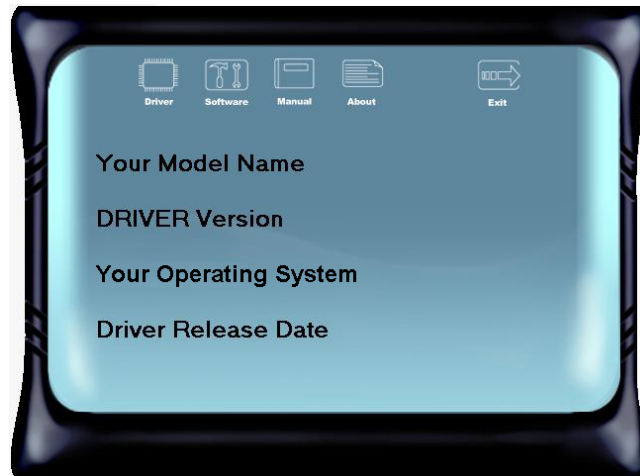 Driver
Software
Manual
About
Exit
Your Model Name
DRIVER Version
Your Operating System
Driver Release Date